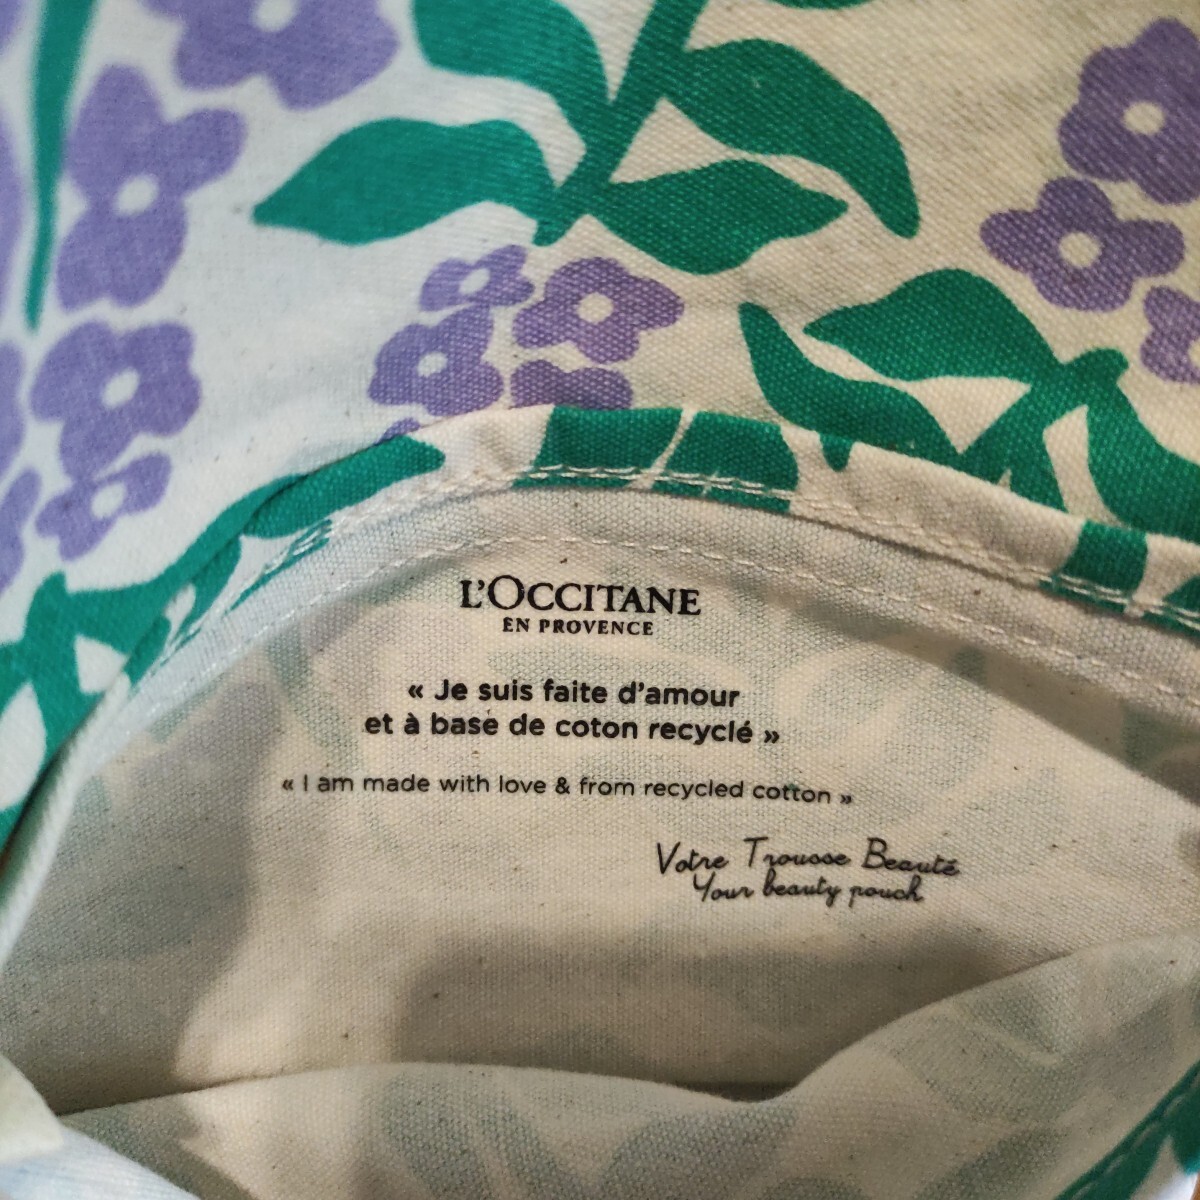 L'OCCITANE
EN PROVENCE
« Je suis faite d'amour
et à base de coton recyclé »
« I am made with love & from recycled cotton »
Votre Trousse Beauté
Your beauty pouch